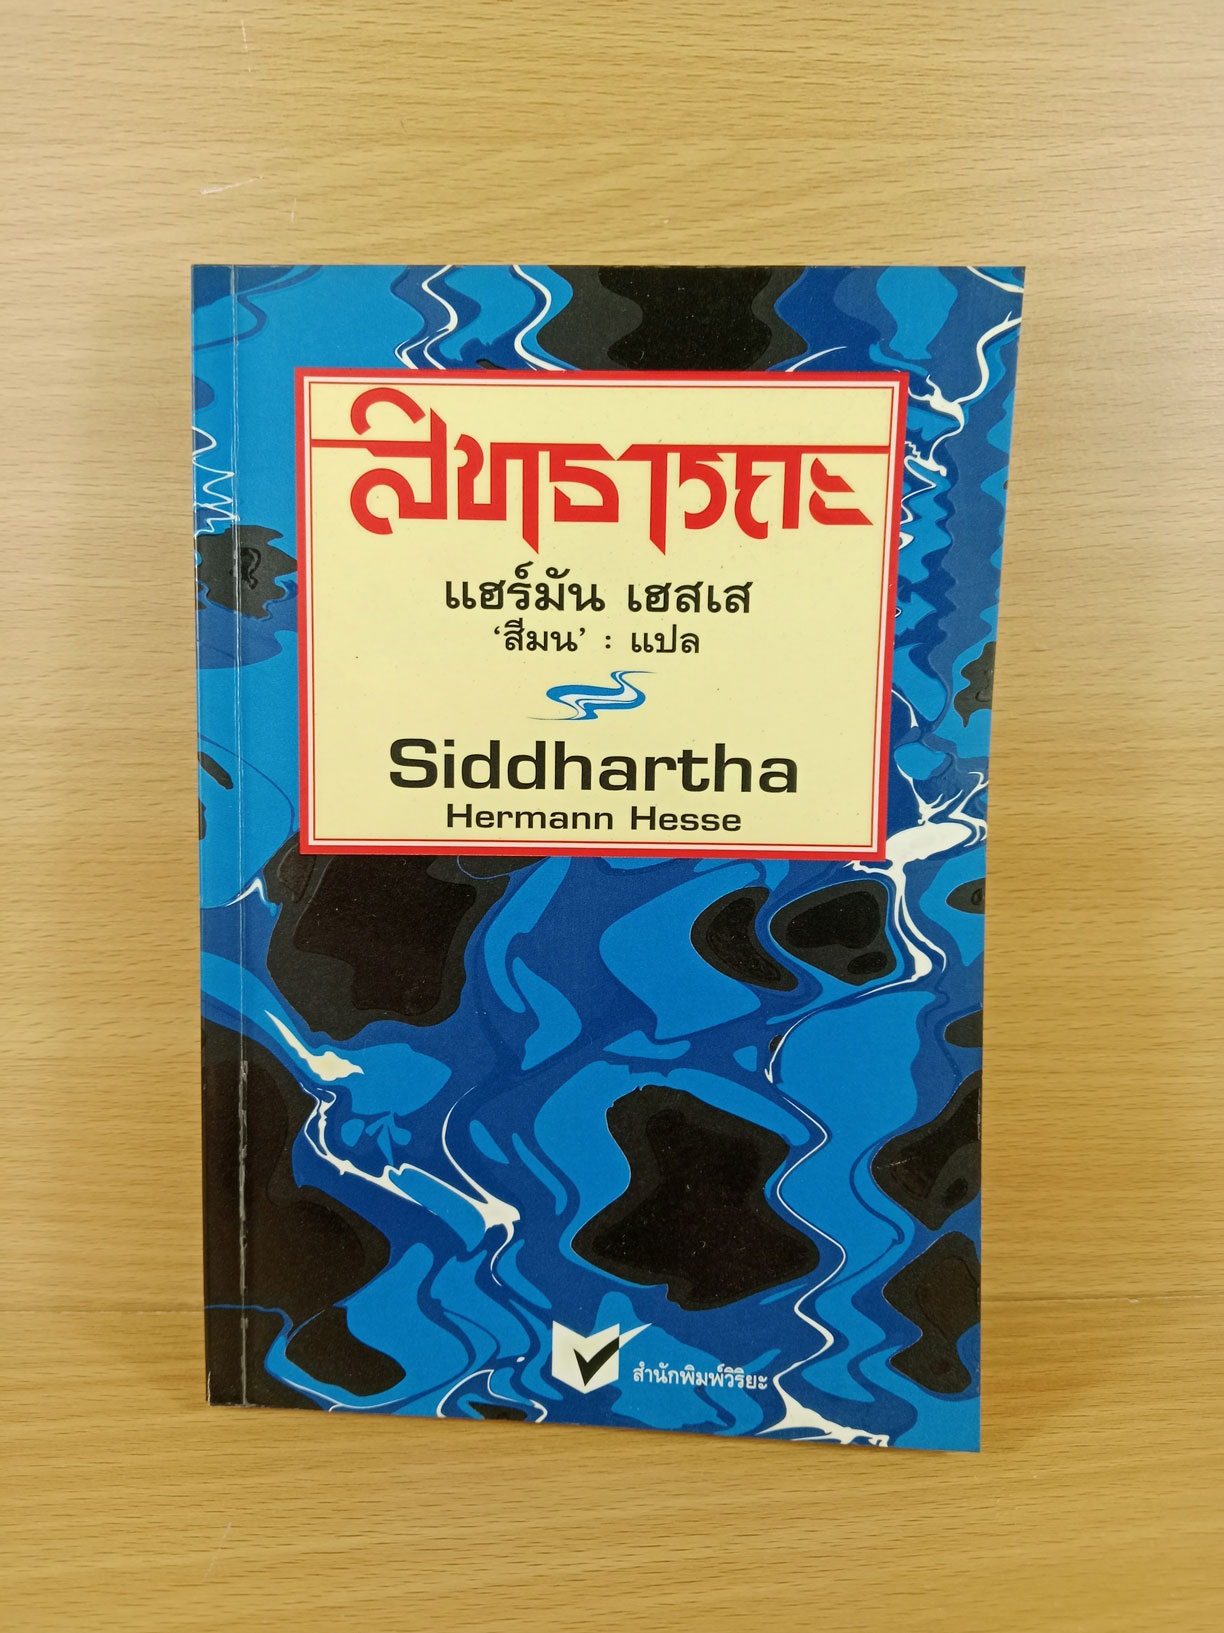 สิทธารถะ
แฮร์มัน เฮสเส
‘สีมน’ : แปล
Siddhartha
Hermann Hesse
สำนักพิมพ์วิริยะ